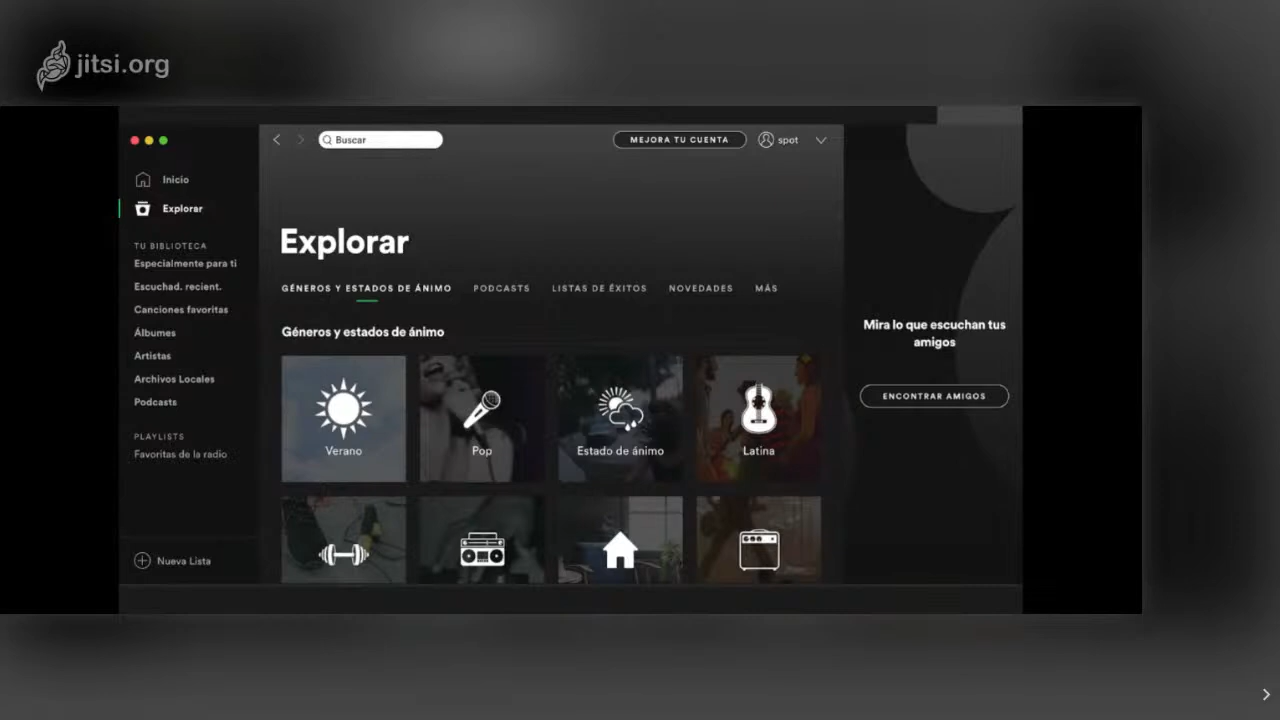 jitsi.org
Buscar
MEJORA TU CUENTA
spot
Inicio
Explorar
TU BIBLIOTECA
Especialmente para ti
Escuchad. recient.
Canciones favoritas
Álbumes
Artistas
Archivos Locales
Podcasts
PLAYLISTS
Favoritas de la radio
Nueva Lista
Explorar
GÉNEROS Y ESTADOS DE ÁNIMO
PODCASTS
LISTAS DE ÉXITOS
NOVEDADES
MÁS
Géneros y estados de ánimo
Verano
Pop
Estado de ánimo
Latina
Mira lo que escuchan tus
amigos
ENCONTRAR AMIGOS